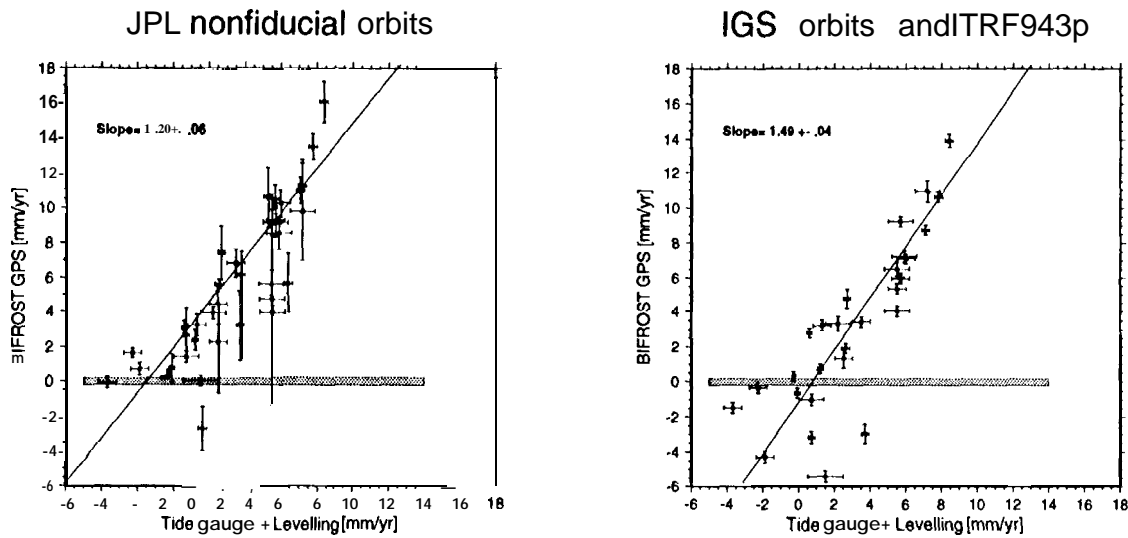 JPL nonfiducial orbits
18
16
14
12
10
8
6
4
2
0
-2
-4
-6
BIFROST GPS [mm/yr]
Slope= 1.20+- .06
-6 -4 -2 0 2 4 6 8 10 12 14 16 18
Tide gauge + Levelling [mm/yr]
IGS orbits andITRF943p
18
16
14
12
10
8
6
4
2
0
-2
-4
-6
BIFROST GPS [mm/yr]
Slope= 1.49 +- .04
-6 -4 -2 0 2 4 6 8 10 12 14 16 18
Tide gauge+ Levelling [mm/yr]